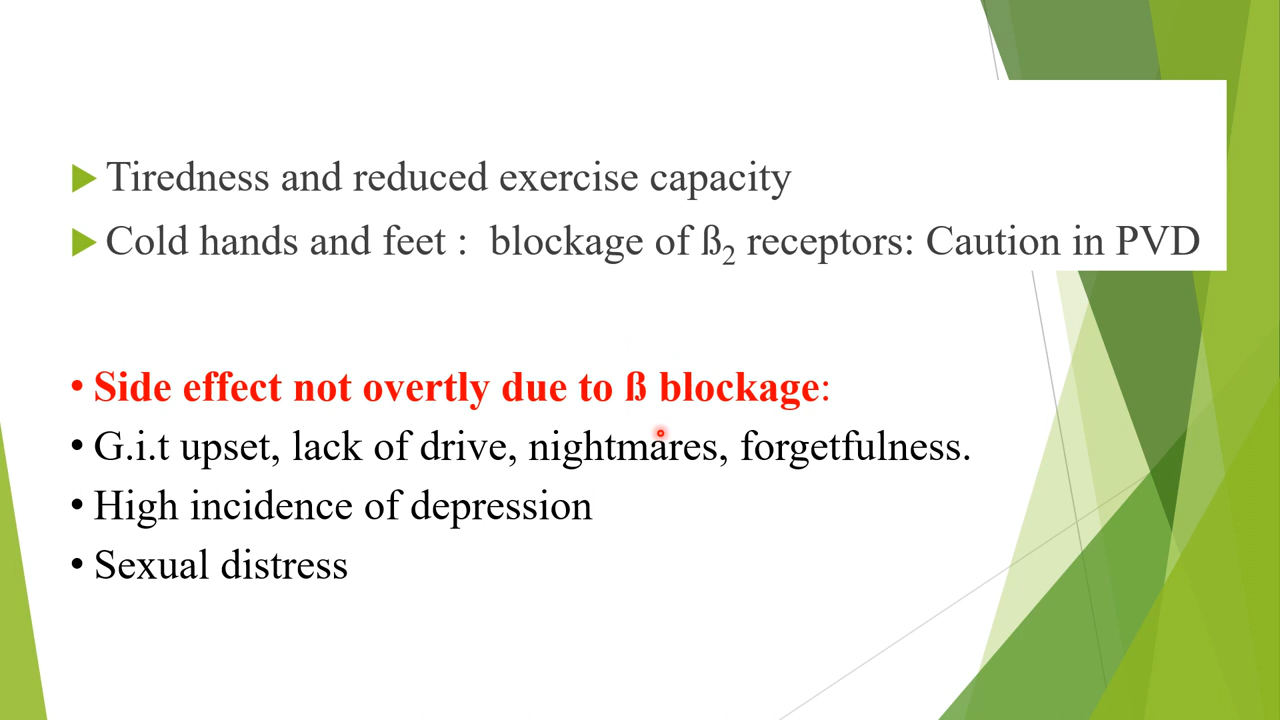 Tiredness and reduced exercise capacity
Cold hands and feet : blockage of ß2 receptors: Caution in PVD
• Side effect not overtly due to ß blockage:
• G.i.t upset, lack of drive, nightmares, forgetfulness.
• High incidence of depression
• Sexual distress